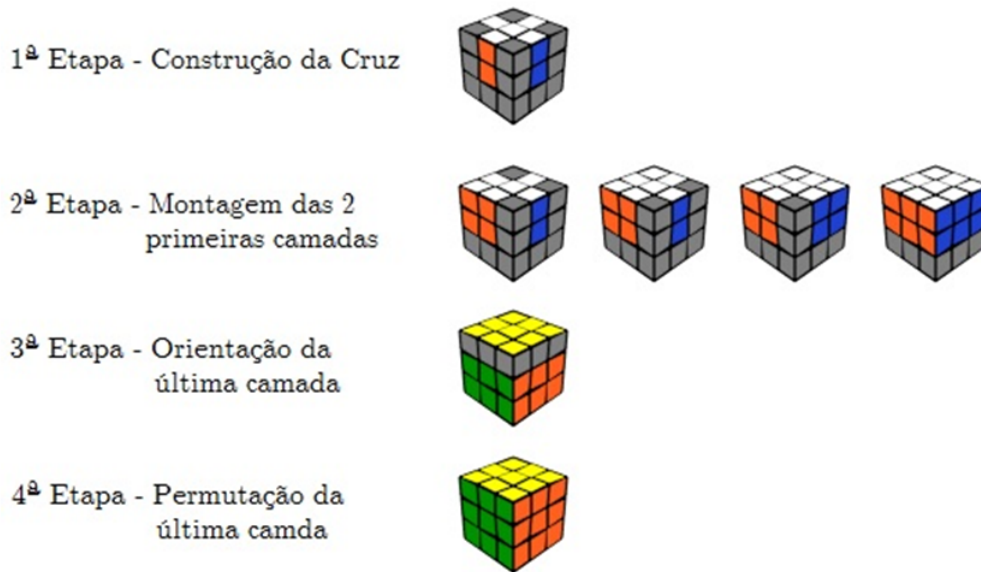 1ª Etapa - Construção da Cruz
2ª Etapa - Montagem das 2
primeiras camadas
3ª Etapa - Orientação da
última camada
4ª Etapa - Permutação da
última camda